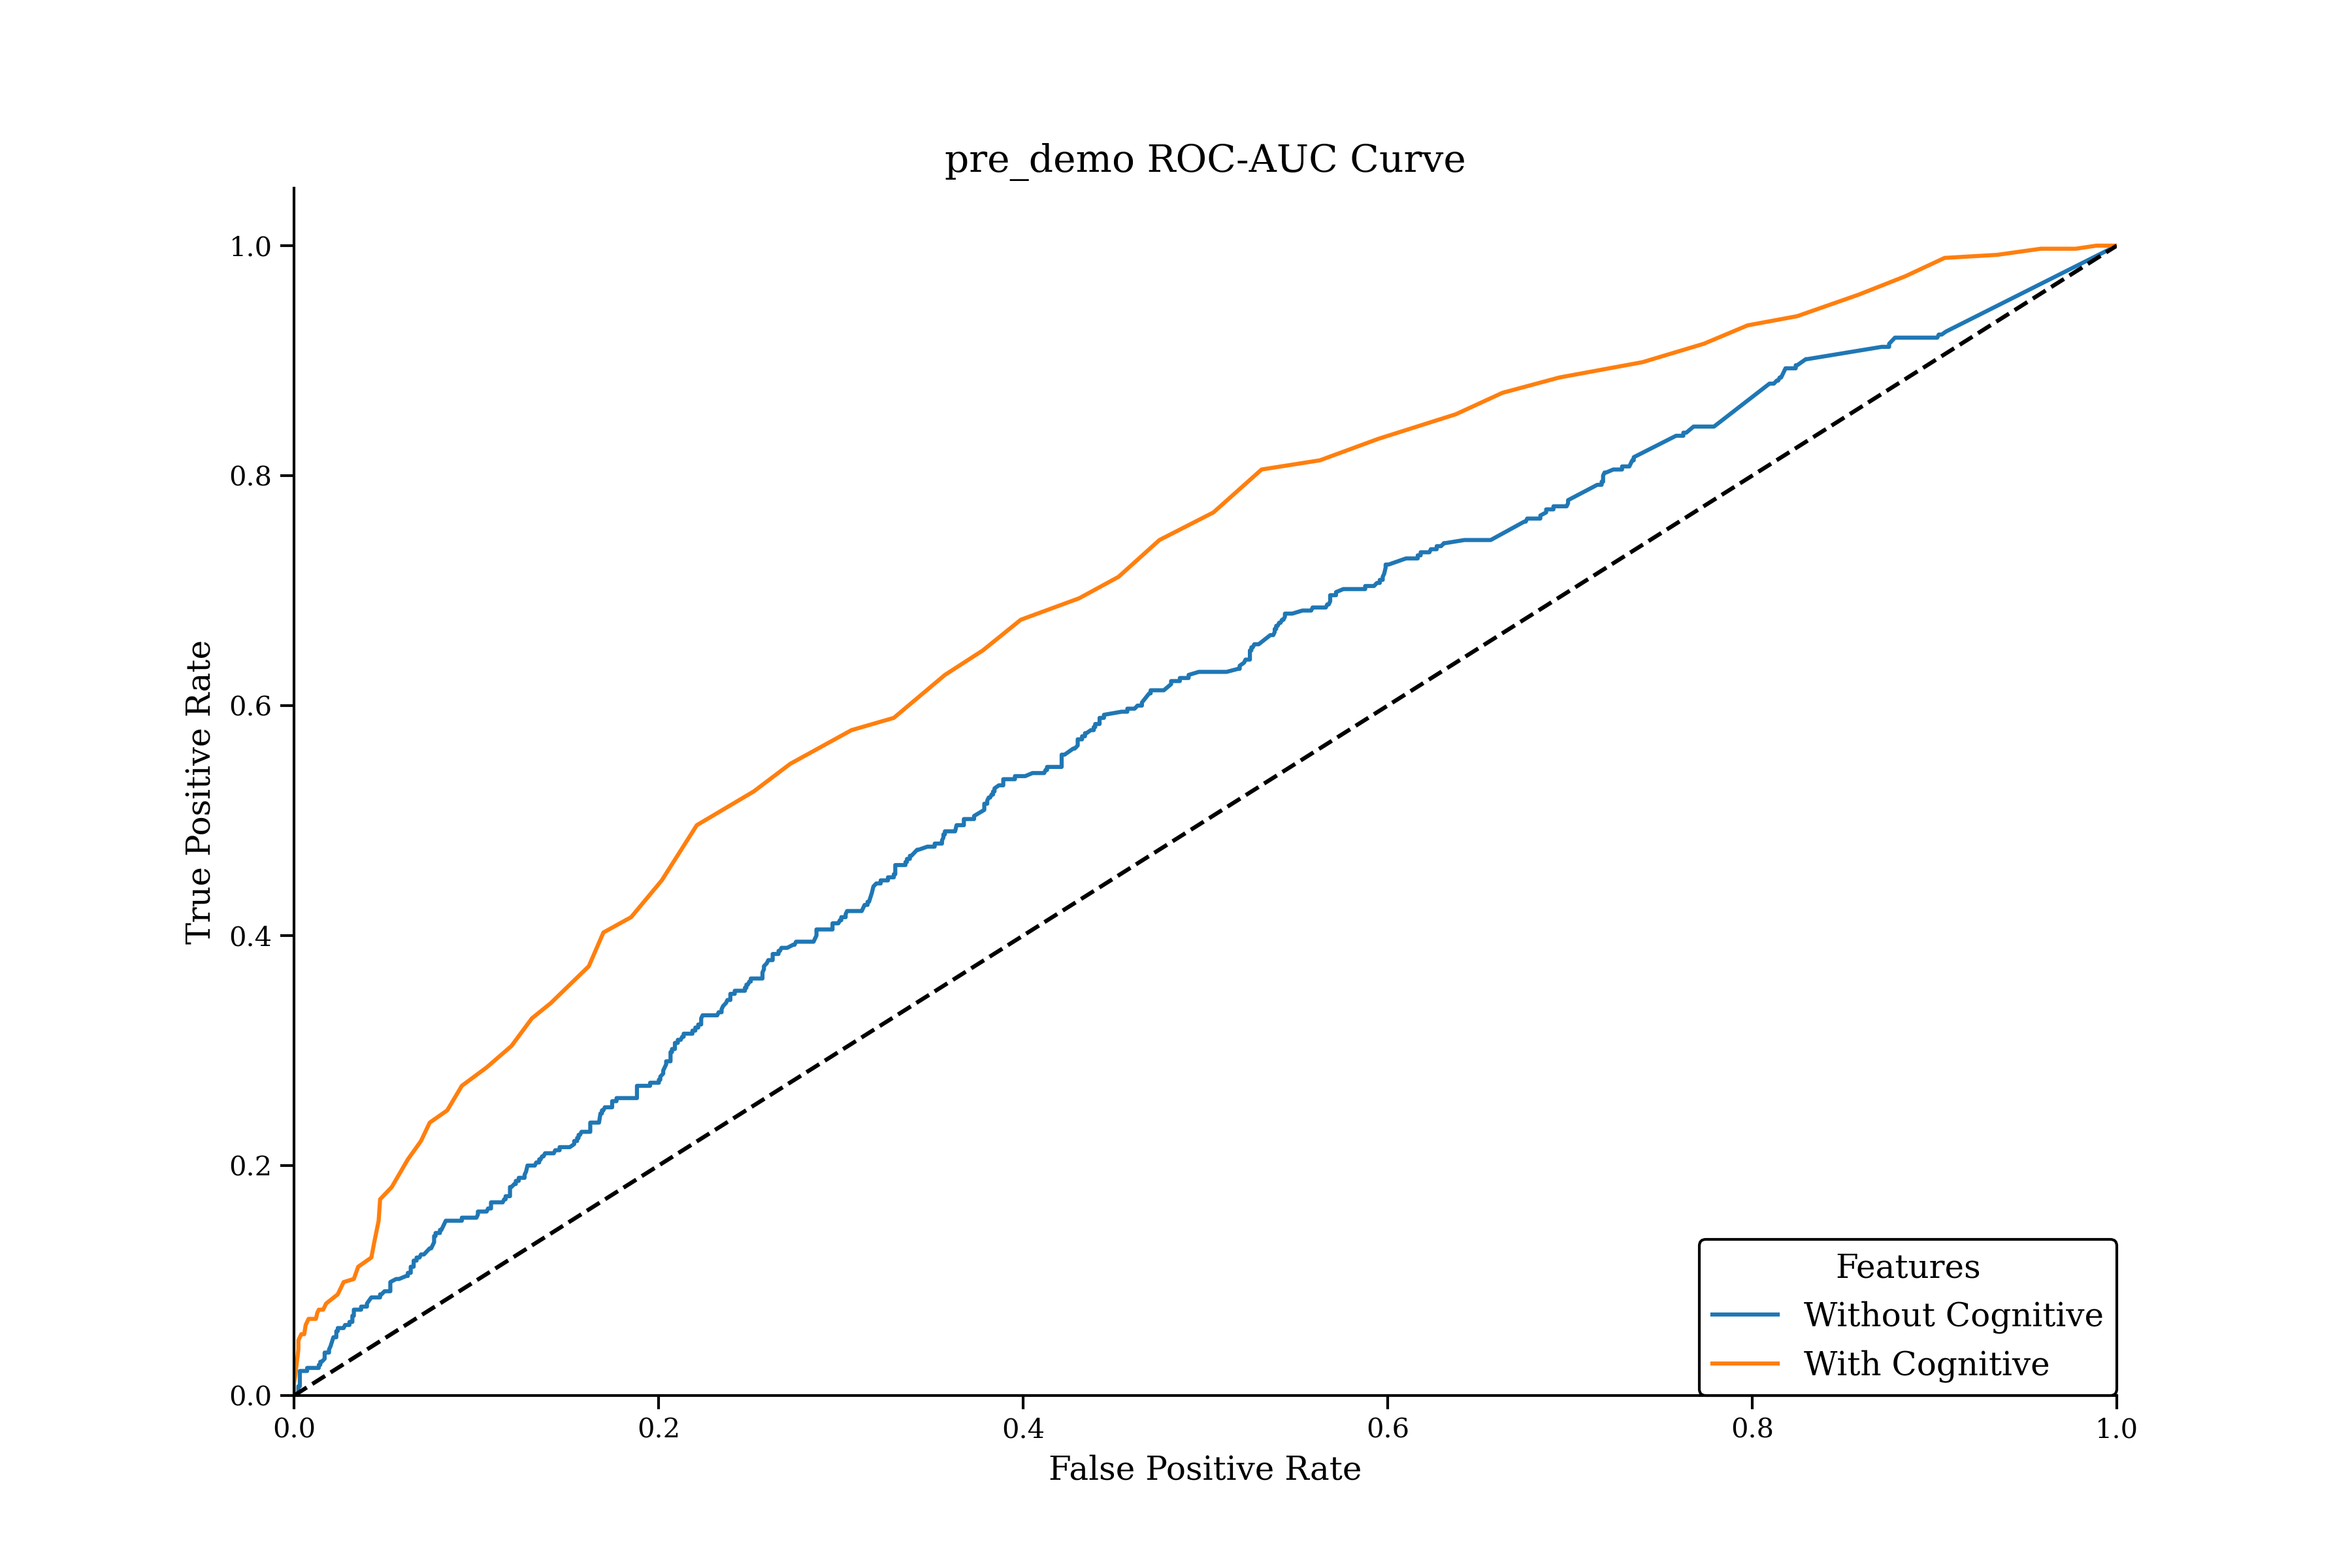 pre_demo ROC-AUC Curve
1.0
0.8
0.6
0.4
0.2
0.0
True Positive Rate
0.0 0.2 0.4 0.6 0.8 1.0
False Positive Rate
Features
Without Cognitive
With Cognitive